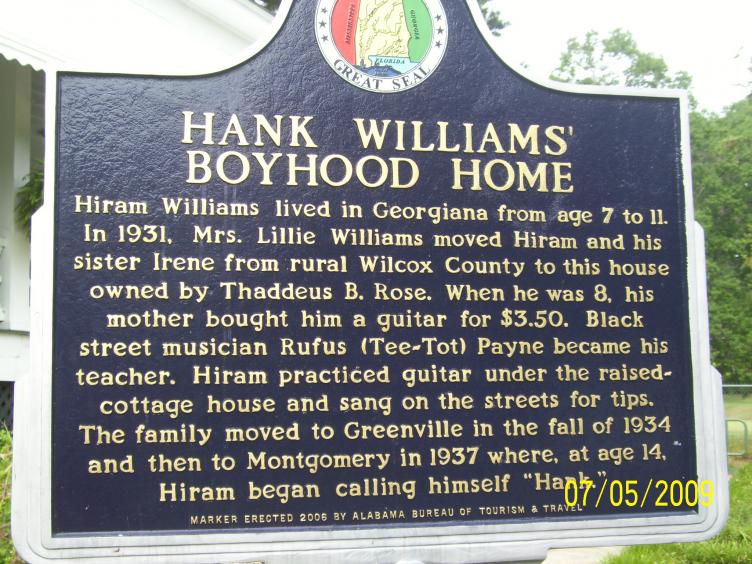 MISSISSIPPI
GEORGIA
FLORIDA
GREAT SEAL
HANK WILLIAMS'
BOYHOOD HOME
Hiram Williams lived in Georgiana from age 7 to 11.
In 1931, Mrs. Lillie Williams moved Hiram and his
sister Irene from rural Wilcox County to this house
owned by Thaddeus B. Rose. When he was 8, his
mother bought him a guitar for $3.50. Black
street musician Rufus (Tee-Tot) Payne became his
teacher. Hiram practiced guitar under the raised-
cottage house and sang on the streets for tips.
The family moved to Greenville in the fall of 1934
and then to Montgomery in 1937 where, at age 14,
Hiram began calling himself "Hank."
MARKER ERECTED 2006 BY ALABAMA BUREAU OF TOURISM & TRAVEL
07/05/2009